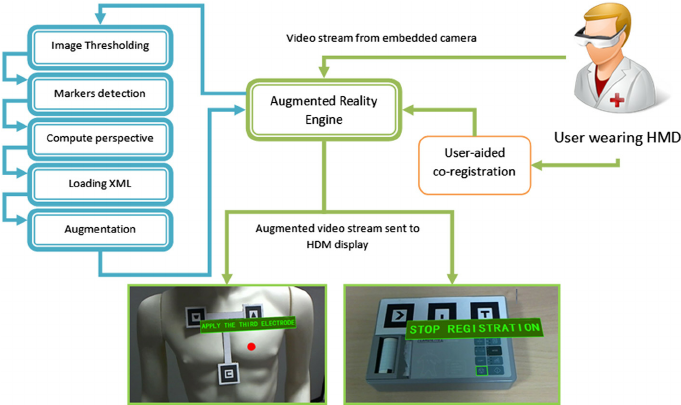 Image Thresholding
Markers detection
Compute perspective
Loading XML
Augmentation
Video stream from embedded camera
Augmented Reality
Engine
User-aided
co-registration
User wearing HMD
Augmented video stream sent to
HDM display
APPLY THE THIRD ELECTRODE
STOP REGISTRATION